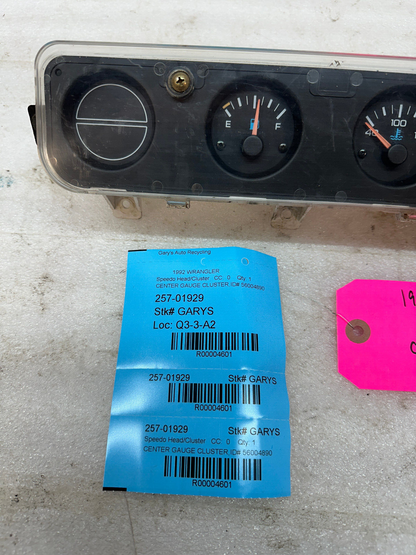 E F
40 100
Gary's Auto Recycling
1992 WRANGLER
Speedo Head/Cluster CC: 0 Qty: 1
CENTER GAUGE CLUSTER, ID# 56004690
257-01929
Stk# GARYS
Loc: Q3-3-A2
R00004601
257-01929 Stk# GARYS
R00004601
257-01929 Stk# GARYS
Speedo Head/Cluster CC: 0 Qty: 1
CENTER GAUGE CLUSTER, ID# 56004690
R00004601
19